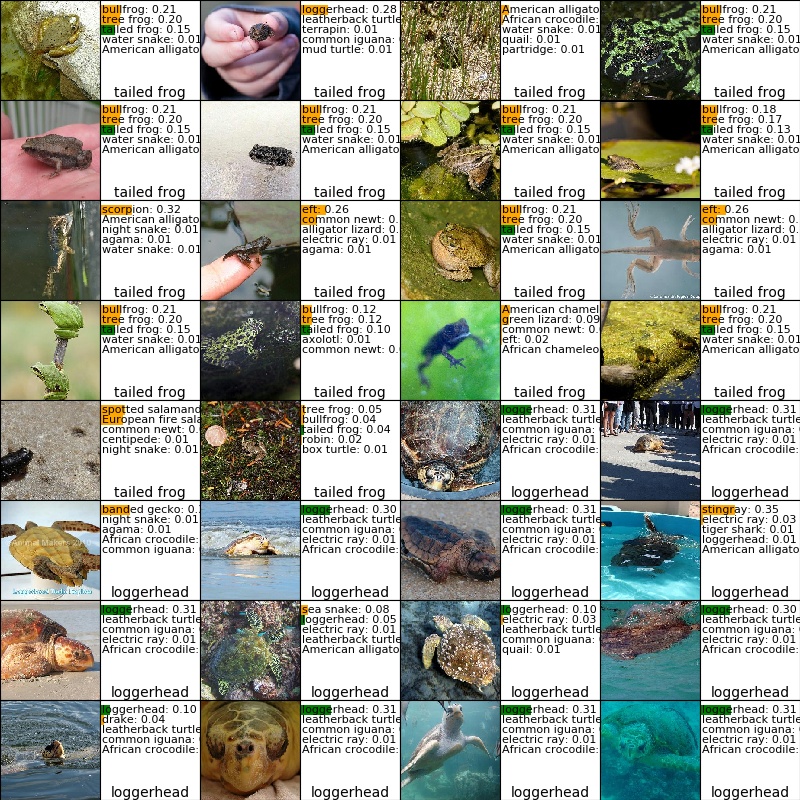 bullfrog: 0.21
tree frog: 0.20
tailed frog: 0.15
water snake: 0.01
American alligato
tailed frog
loggerhead: 0.28
leatherback turtle
terrapin: 0.01
common iguana:
mud turtle: 0.01
tailed frog
American alligato
African crocodile:
water snake: 0.01
quail: 0.01
partridge: 0.01
tailed frog
bullfrog: 0.21
tree frog: 0.20
tailed frog: 0.15
water snake: 0.01
American alligato
tailed frog
bullfrog: 0.21
tree frog: 0.20
tailed frog: 0.15
water snake: 0.01
American alligato
tailed frog
bullfrog: 0.21
tree frog: 0.20
tailed frog: 0.15
water snake: 0.01
American alligato
tailed frog
bullfrog: 0.21
tree frog: 0.20
tailed frog: 0.15
water snake: 0.01
American alligato
tailed frog
bullfrog: 0.18
tree frog: 0.17
tailed frog: 0.13
water snake: 0.01
American alligato
tailed frog
scorpion: 0.32
American alligato
night snake: 0.01
agama: 0.01
water snake: 0.01
tailed frog
eft: 0.26
common newt: 0.
alligator lizard: 0.
electric ray: 0.01
agama: 0.01
tailed frog
bullfrog: 0.21
tree frog: 0.20
tailed frog: 0.15
water snake: 0.01
American alligato
tailed frog
eft: 0.26
common newt: 0.
alligator lizard: 0.
electric ray: 0.01
agama: 0.01
tailed frog
bullfrog: 0.21
tree frog: 0.20
tailed frog: 0.15
water snake: 0.01
American alligato
tailed frog
bullfrog: 0.12
tree frog: 0.12
tailed frog: 0.10
axolotl: 0.01
common newt: 0.
tailed frog
American chamel
green lizard: 0.09
common newt: 0.
eft: 0.02
African chameleo
tailed frog
bullfrog: 0.21
tree frog: 0.20
tailed frog: 0.15
water snake: 0.01
American alligato
tailed frog
spotted salamand
European fire sala
common newt: 0.
centipede: 0.01
night snake: 0.01
tailed frog
tree frog: 0.05
bullfrog: 0.04
tailed frog: 0.04
robin: 0.02
box turtle: 0.01
tailed frog
loggerhead: 0.31
leatherback turtle
common iguana:
electric ray: 0.01
African crocodile:
loggerhead
loggerhead: 0.31
leatherback turtle
common iguana:
electric ray: 0.01
African crocodile:
loggerhead
banded gecko: 0.
night snake: 0.01
agama: 0.01
African crocodile:
common iguana:
loggerhead
loggerhead: 0.30
leatherback turtle
common iguana:
electric ray: 0.01
African crocodile:
loggerhead
loggerhead: 0.31
leatherback turtle
common iguana:
electric ray: 0.01
African crocodile:
loggerhead
stingray: 0.35
electric ray: 0.03
tiger shark: 0.01
loggerhead: 0.01
American alligato
loggerhead
loggerhead: 0.31
leatherback turtle
common iguana:
electric ray: 0.01
African crocodile:
loggerhead
sea snake: 0.08
loggerhead: 0.05
electric ray: 0.01
leatherback turtle
American alligato
loggerhead
loggerhead: 0.10
electric ray: 0.03
leatherback turtle
common iguana:
quail: 0.01
loggerhead
loggerhead: 0.30
leatherback turtle
common iguana:
electric ray: 0.01
African crocodile:
loggerhead
loggerhead: 0.10
drake: 0.04
leatherback turtle
common iguana:
African crocodile:
loggerhead
loggerhead: 0.31
leatherback turtle
common iguana:
electric ray: 0.01
African crocodile:
loggerhead
loggerhead: 0.31
leatherback turtle
common iguana:
electric ray: 0.01
African crocodile:
loggerhead
loggerhead: 0.31
leatherback turtle
common iguana:
electric ray: 0.01
African crocodile:
loggerhead